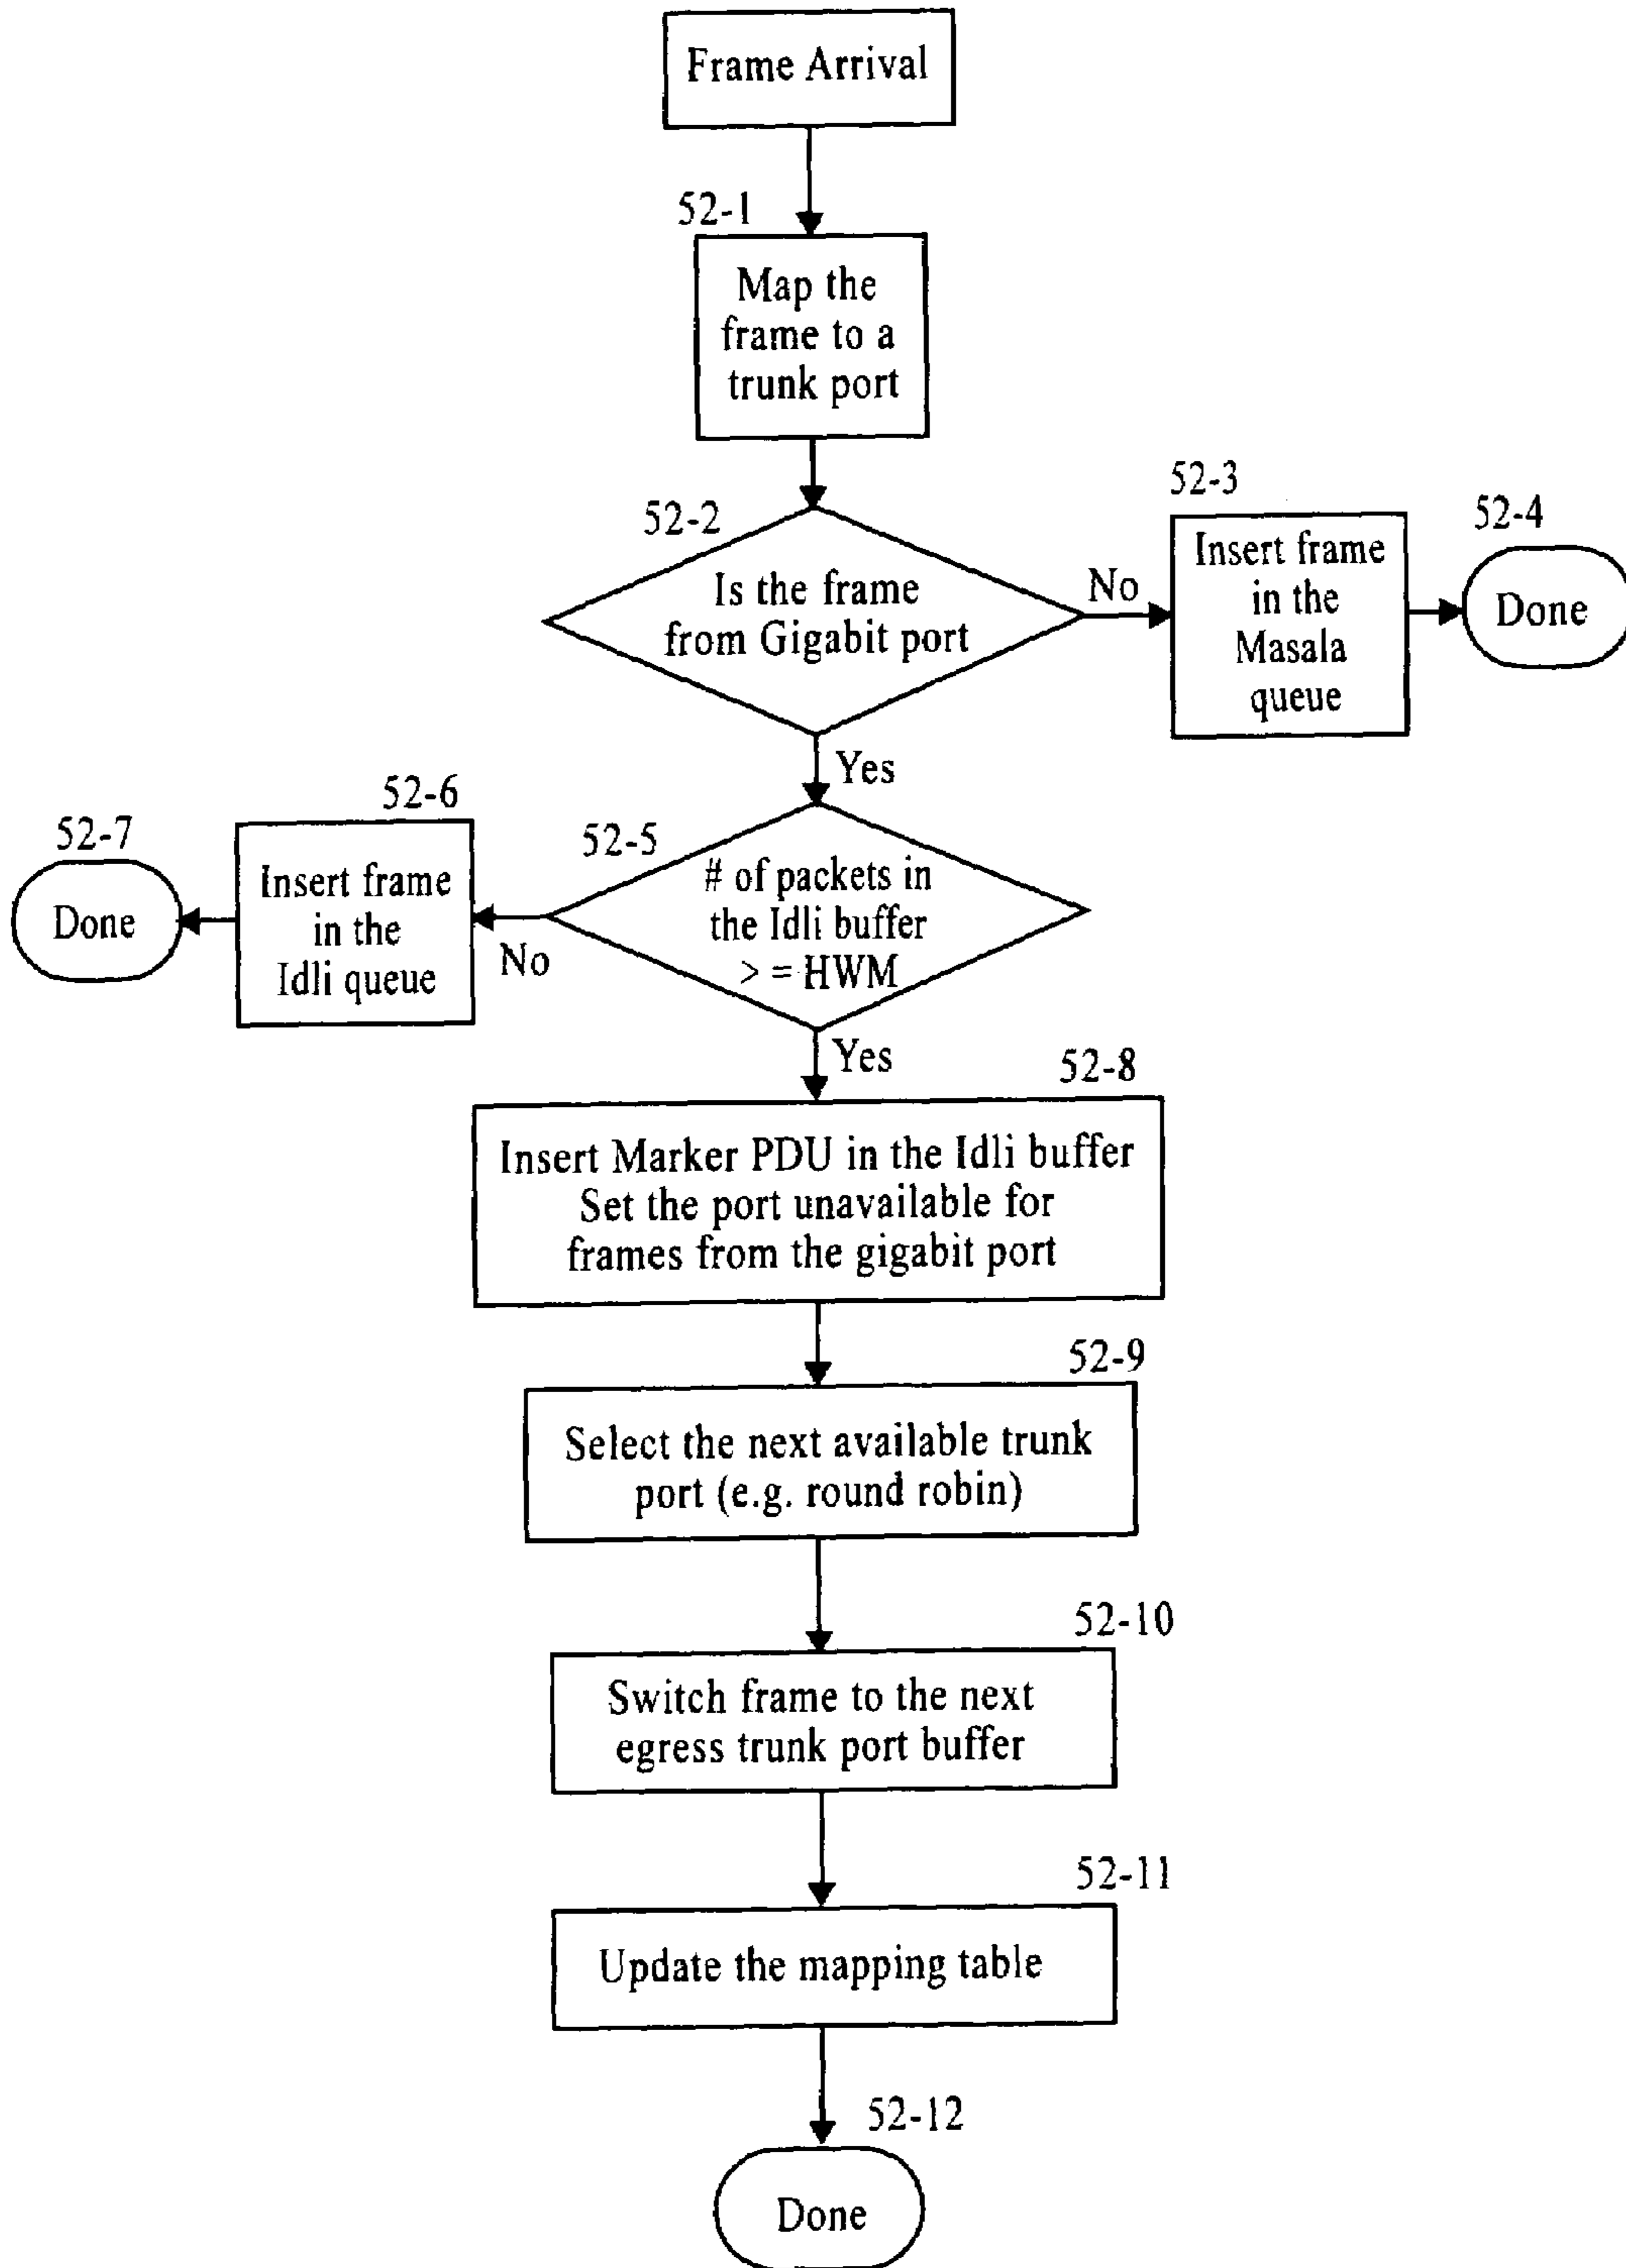 Frame Arrival
52-1
Map the
frame to a
trunk port
52-2
Is the frame
from Gigabit port
No
52-3
Insert frame
in the
Masala
queue
52-4
Done
Yes
52-5
# of packets in
the Idli buffer
> = HWM
No
52-6
Insert frame
in the
Idli queue
52-7
Done
Yes
52-8
Insert Marker PDU in the Idli buffer
Set the port unavailable for
frames from the gigabit port
52-9
Select the next available trunk
port (e.g. round robin)
52-10
Switch frame to the next
egress trunk port buffer
52-11
Update the mapping table
52-12
Done